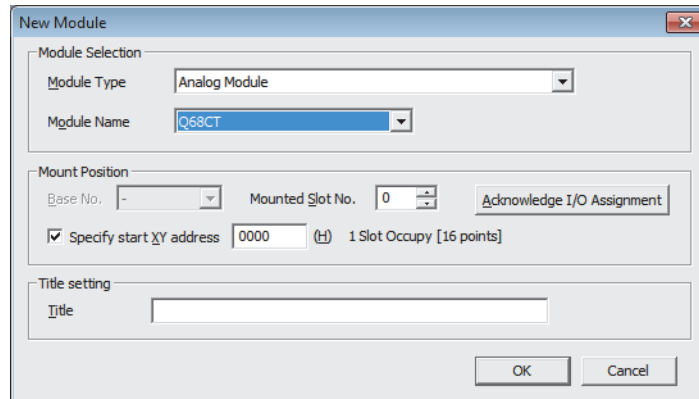 New Module
Module Selection
Module Type Analog Module
Module Name Q68CT
Mount Position
Base No. - Mounted Slot No. 0 Acknowledge I/O Assignment
Specify start XY address 0000 (H) 1 Slot Occupy [16 points]
Title setting
Title
OK Cancel